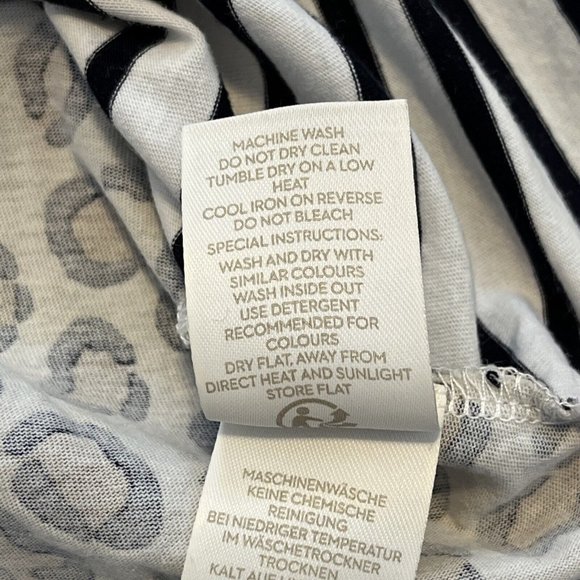 MACHINE WASH
DO NOT DRY CLEAN
TUMBLE DRY ON A LOW
HEAT
COOL IRON ON REVERSE
DO NOT BLEACH
SPECIAL INSTRUCTIONS:
WASH AND DRY WITH
SIMILAR COLOURS
WASH INSIDE OUT
USE DETERGENT
RECOMMENDED FOR
COLOURS
DRY FLAT, AWAY FROM
DIRECT HEAT AND SUNLIGHT
STORE FLAT
MASCHINENWÄSCHE
KEINE CHEMISCHE
REINIGUNG
BEI NIEDRIGER TEMPERATUR
IM WÄSCHETROCKNER
TROCKNEN
KALT AUF